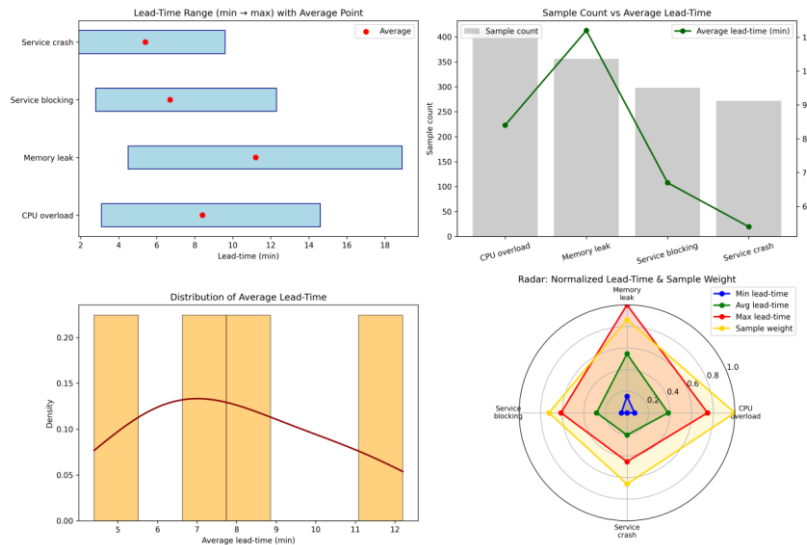 Lead-Time Range (min → max) with Average Point
Average
Service crash
Service blocking
Memory leak
CPU overload
2 4 6 8 10 12 14 16 18
Lead-time (min)
Sample Count vs Average Lead-Time
Sample count
Average lead-time (min)
400
350
300
250
200
150
100
50
0
Sample count
9
8
7
6
CPU overload
Memory leak
Service blocking
Service crash
Distribution of Average Lead-Time
0.20
0.15
0.10
0.05
0.00
Density
5 6 7 8 9 10 11 12
Average lead-time (min)
Radar: Normalized Lead-Time & Sample Weight
Min lead-time
Avg lead-time
Max lead-time
Sample weight
Memory
leak
1.0
0.8
0.6
0.4
0.2
CPU
overload
Service
blocking
Service
crash